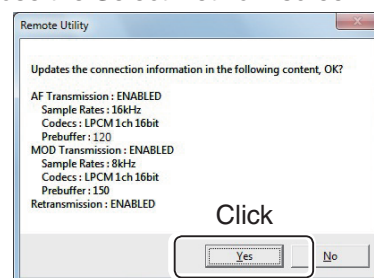 Remote Utility
Updates the connection information in the following content, OK?
AF Transmission : ENABLED
Sample Rates : 16kHz
Codecs : LPCM 1ch 16bit
Prebuffer : 120
MOD Transmission : ENABLED
Sample Rates : 8kHz
Codecs : LPCM 1ch 16bit
Prebuffer : 150
Retransmission : ENABLED
Click
Yes
No